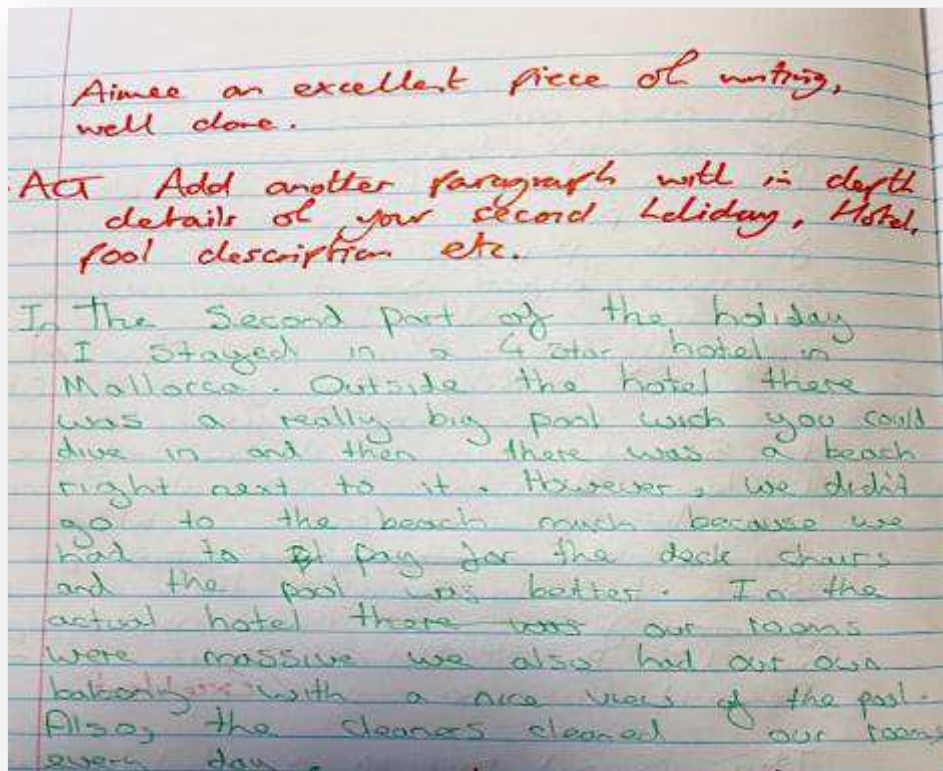 Aimee an excellent piece of writing,
well done.
ACT Add another paragraph with in depth
details of your second holiday, Hotel,
pool description etc.
In The Second Part of the holiday
I stayed in a 4 star hotel in
Mallorca. Outside the hotel there
was a really big pool wich you could
dive in and then there was a beach
right next to it. However, we didn't
go to the beach much because we
had to pay for the deck chairs
and the pool was better. In the
actual hotel there was our rooms
were massive we also had our own
with a nice view of the pool.
Also, the cleaners cleaned our rooms
every day.